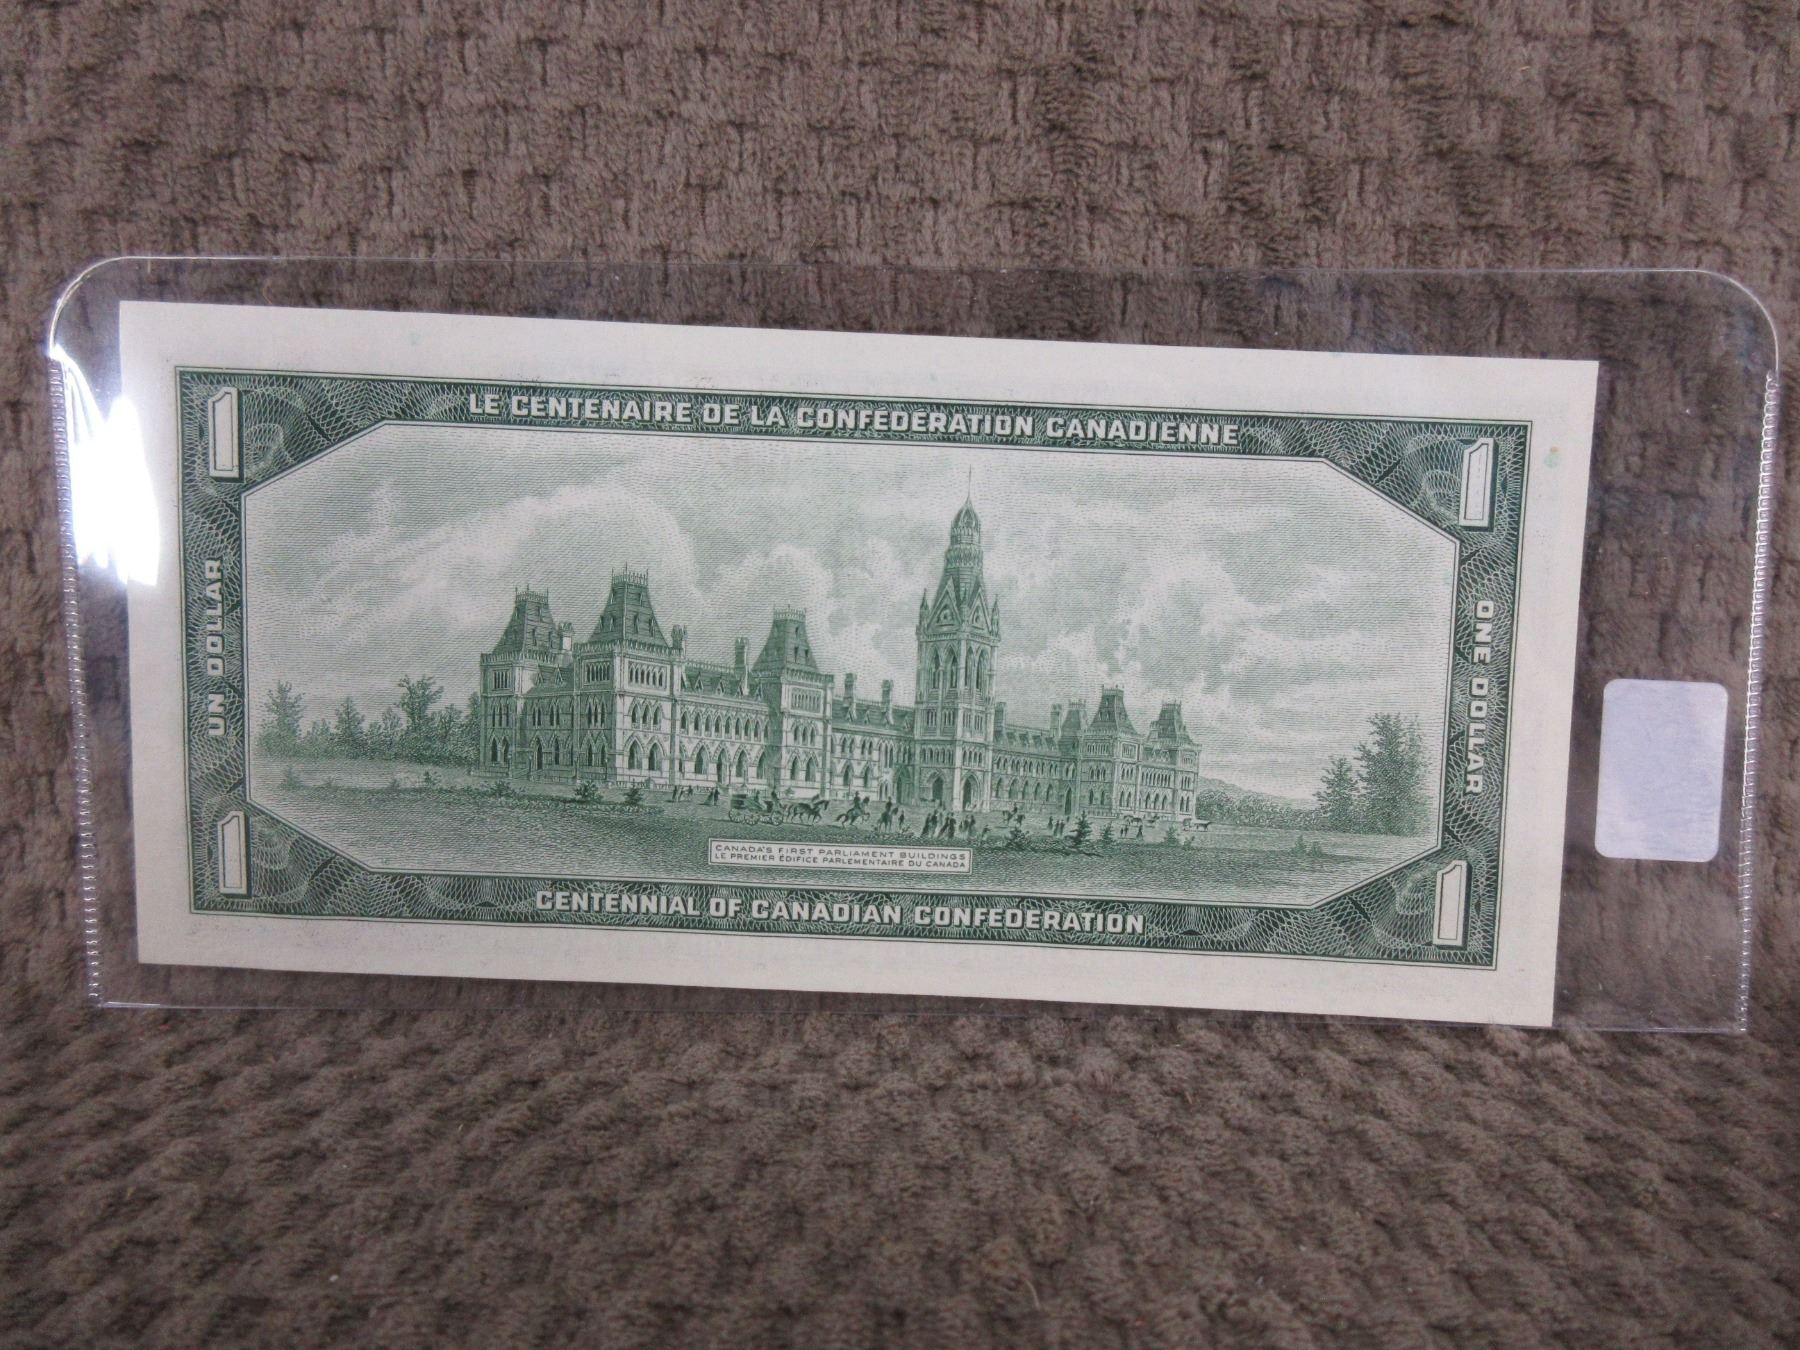 1
LE CENTENAIRE DE LA CONFÉDÉRATION CANADIENNE
1
UN DOLLAR
ONE DOLLAR
CANADA'S FIRST PARLIAMENT BUILDINGS
LE PREMIER ÉDIFICE PARLEMENTAIRE DU CANADA
1
CENTENNIAL OF CANADIAN CONFEDERATION
1